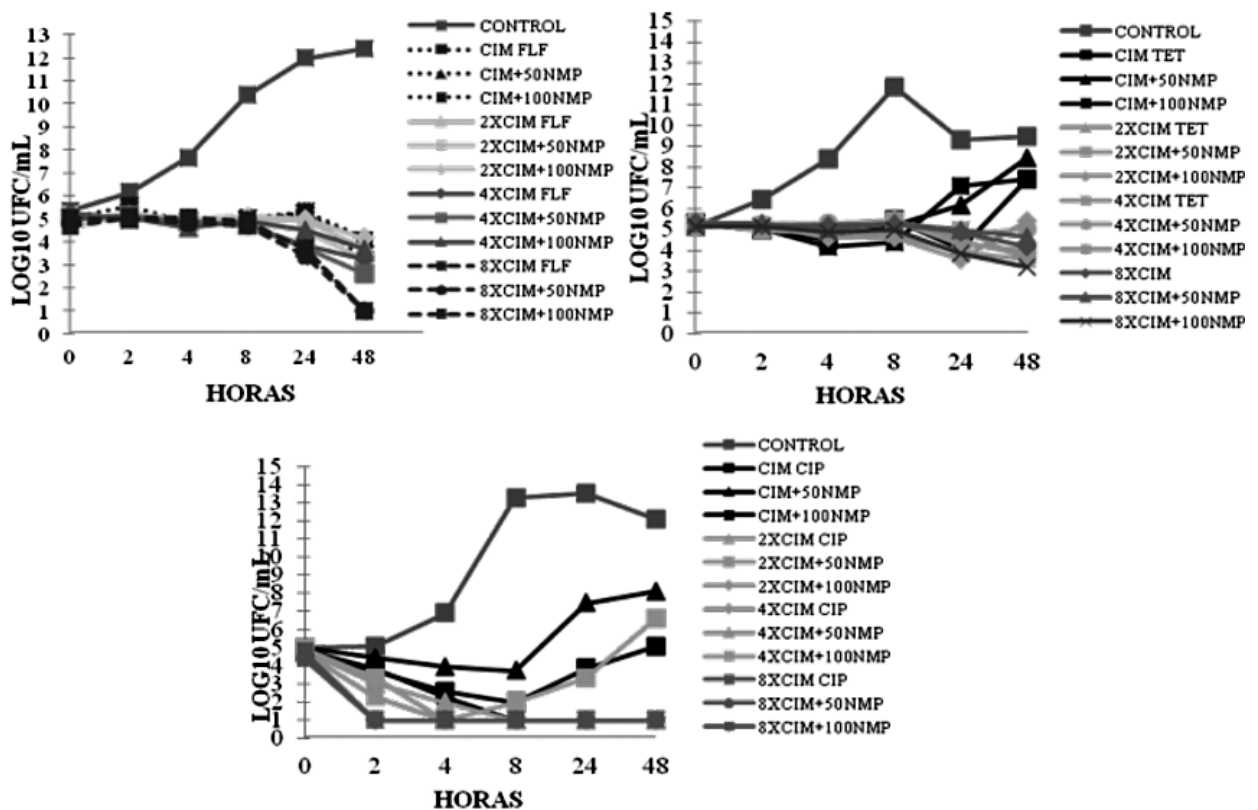 LOG10 UFC/mL
13
12
11
10
9
8
7
6
5
4
3
2
1
0
0 2 4 8 24 48
HORAS
CONTROL
CIM FLF
CIM+50NMP
CIM+100NMP
2XCIM FLF
2XCIM+50NMP
2XCIM+100NMP
4XCIM FLF
4XCIM+50NMP
4XCIM+100NMP
8XCIM FLF
8XCIM+50NMP
8XCIM+100NMP
LOG10 UFC/mL
15
14
13
12
11
10
9
8
7
6
5
4
3
2
1
0
0 2 4 8 24 48
HORAS
CONTROL
CIM TET
CIM+50NMP
CIM+100NMP
2XCIM TET
2XCIM+50NMP
2XCIM+100NMP
4XCIM TET
4XCIM+50NMP
4XCIM+100NMP
8XCIM
8XCIM+50NMP
8XCIM+100NMP
LOG10 UFC/mL
15
14
13
12
11
10
9
8
7
6
5
4
3
2
1
0
0 2 4 8 24 48
HORAS
CONTROL
CIM CIP
CIM+50NMP
CIM+100NMP
2XCIM CIP
2XCIM+50NMP
2XCIM+100NMP
4XCIM CIP
4XCIM+50NMP
4XCIM+100NMP
8XCIM CIP
8XCIM+50NMP
8XCIM+100NMP